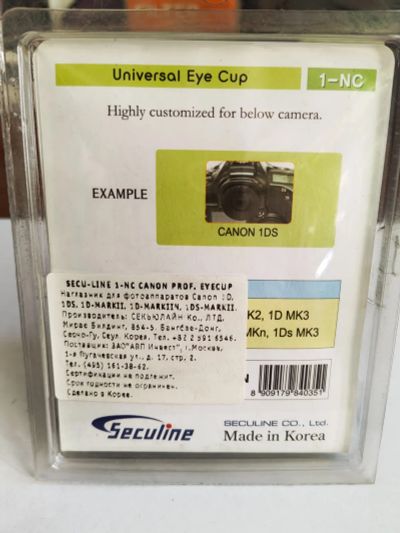 Universal Eye Cup 1-NC
Highly customized for below camera.
EXAMPLE
CANON 1DS
SECU-LINE 1-NC CANON PROF. EYECUP
Наглазник для фотоаппаратов Canon 1D,
1DS, 1D-MARKII, 1D-MARKIIN, 1DS-MARKII.
Производитель: СЕКЬЮЛАЙН Ко., ЛТД,
Мирае Билдинг, 854-5, Бангбае-Донг,
Сеочо-Гу, Сеул, Корея, Тел. +82 2 591 6546.
Поставщик: ЗАО"АВП Инвест", г.Москва,
1-я Пугачевская ул., д. 17, стр. 2.
Тел. (495) 161-38-62.
Сертификации не подлежит.
Срок годности не ограничен.
Сделано в Корее.
K2, 1D MK3
MKn, 1Ds MK3
N
8 909179 840351
Seculine
SECULINE CO., Ltd.
Made in Korea